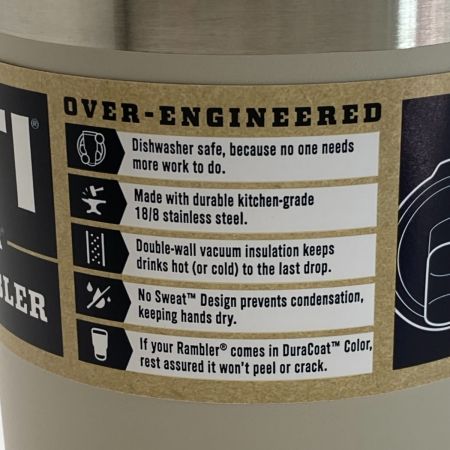 TI®
BLER
OVER-ENGINEERED
Dishwasher safe, because no one needs
more work to do.
Made with durable kitchen-grade
18/8 stainless steel.
Double-wall vacuum insulation keeps
drinks hot (or cold) to the last drop.
No Sweat™ Design prevents condensation,
keeping hands dry.
If your Rambler® comes in DuraCoat™ Color,
rest assured it won't peel or crack.